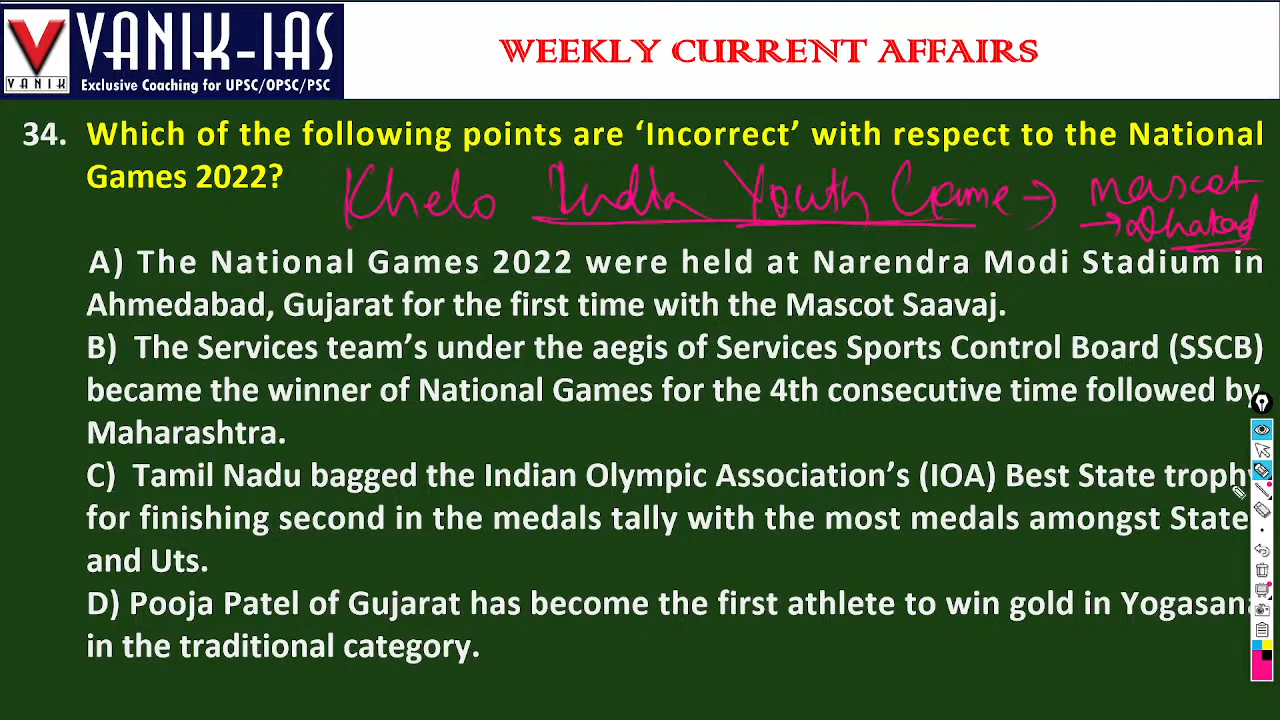 VANIK-IAS
VANIK
Exclusive Coaching for UPSC/OPSC/PSC
WEEKLY CURRENT AFFAIRS
34. Which of the following points are ‘Incorrect’ with respect to the National
Games 2022?
Khelo India Youth Game → mascot
→ Dhakad
A) The National Games 2022 were held at Narendra Modi Stadium in
Ahmedabad, Gujarat for the first time with the Mascot Saavaj.
B) The Services team’s under the aegis of Services Sports Control Board (SSCB)
became the winner of National Games for the 4th consecutive time followed by
Maharashtra.
C) Tamil Nadu bagged the Indian Olympic Association’s (IOA) Best State trophy
for finishing second in the medals tally with the most medals amongst State
and Uts.
D) Pooja Patel of Gujarat has become the first athlete to win gold in Yogasana
in the traditional category.